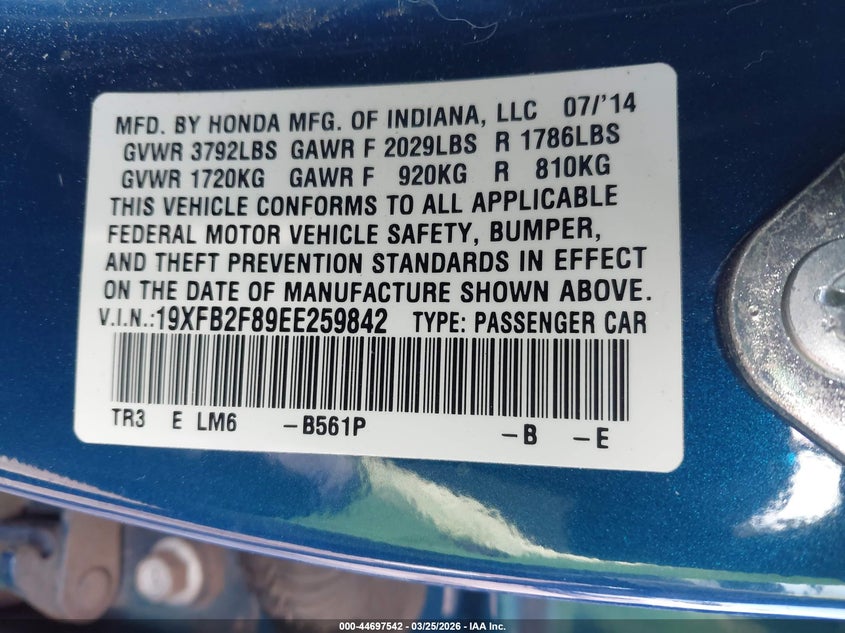 MFD. BY HONDA MFG. OF INDIANA, LLC 07/'14
GVWR 3792LBS GAWR F 2029LBS R 1786LBS
GVWR 1720KG GAWR F 920KG R 810KG
THIS VEHICLE CONFORMS TO ALL APPLICABLE
FEDERAL MOTOR VEHICLE SAFETY, BUMPER,
AND THEFT PREVENTION STANDARDS IN EFFECT
ON THE DATE OF MANUFACTURE SHOWN ABOVE.
V.I.N.:19XFB2F89EE259842 TYPE: PASSENGER CAR
TR3 E LM6 -B561P -B -E
000-44697542 - 03/25/2026 - IAA Inc.